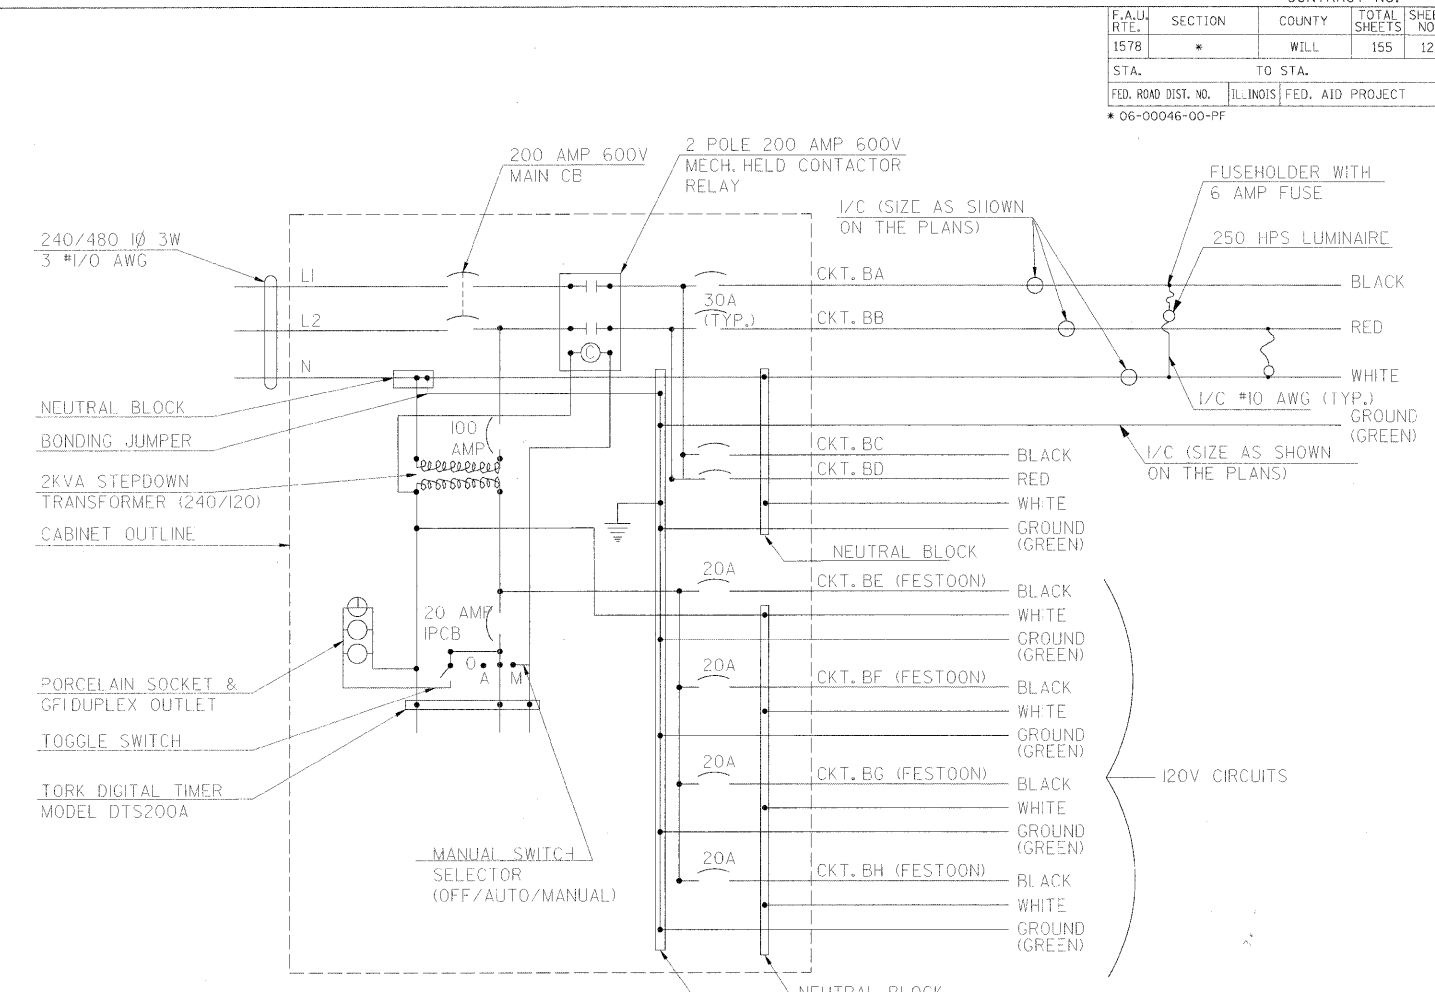 F.A.U. RTE. SECTION COUNTY TOTAL SHEETS
1578 * WILL 155 12
STA. TO STA.
FED. ROAD DIST. NO. ILLINOIS FED. AID PROJECT
* 06-00046-00-PF
200 AMP 600V
MAIN CB
2 POLE 200 AMP 600V
MECH. HELD CONTACTOR
RELAY
FUSEHOLDER WITH
6 AMP FUSE
1/C (SIZE AS SHOWN
ON THE PLANS)
250 HPS LUMINAIRE
240/480 1Ø 3W
3 #1/0 AWG
L1
CKT. BA
BLACK
30A
(TYP.)
L2
CKT. BB
RED
C
N
WHITE
1/C #10 AWG (TYP.)
GROUND
(GREEN)
NEUTRAL BLOCK
BONDING JUMPER
100
AMP
CKT. BC
BLACK
CKT. BD
RED
1/C (SIZE AS SHOWN
ON THE PLANS)
2KVA STEPDOWN
TRANSFORMER (240/120)
WHITE
CABINET OUTLINE
GROUND
(GREEN)
NEUTRAL BLOCK
20A
CKT. BE (FESTOON)
BLACK
20 AMP
1PCB
WHITE
GROUND
(GREEN)
O A M
20A
CKT. BF (FESTOON)
BLACK
PORCELAIN SOCKET &
GFI DUPLEX OUTLET
WHITE
GROUND
(GREEN)
TOGGLE SWITCH
20A
CKT. BG (FESTOON)
BLACK
120V CIRCUITS
TORK DIGITAL TIMER
MODEL DTS200A
WHITE
GROUND
(GREEN)
MANUAL SWITCH
SELECTOR
(OFF/AUTO/MANUAL)
20A
CKT. BH (FESTOON)
BLACK
WHITE
GROUND
(GREEN)
NEUTRAL BLOCK